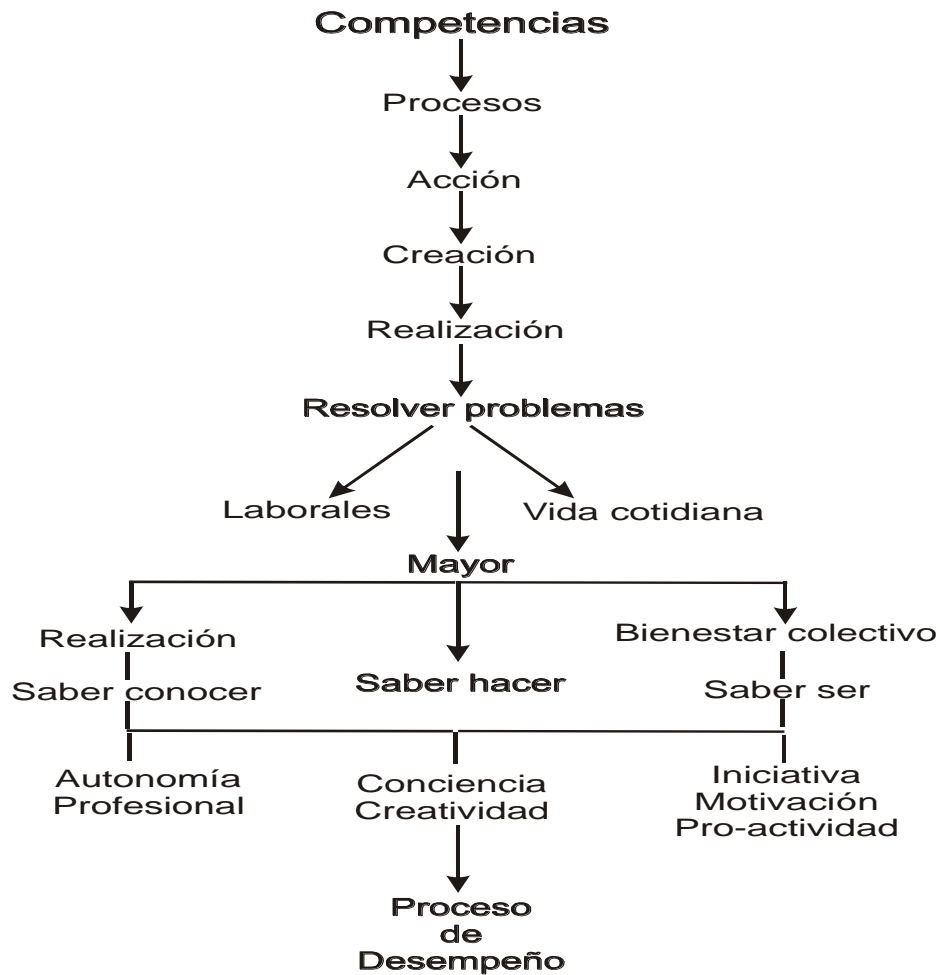 Competencias
Procesos
Acción
Creación
Realización
Resolver problemas
Laborales
Vida cotidiana
Mayor
Realización
Bienestar colectivo
Saber conocer
Saber hacer
Saber ser
Autonomía
Profesional
Conciencia
Creatividad
Iniciativa
Motivación
Pro-actividad
Proceso
de
Desempeño